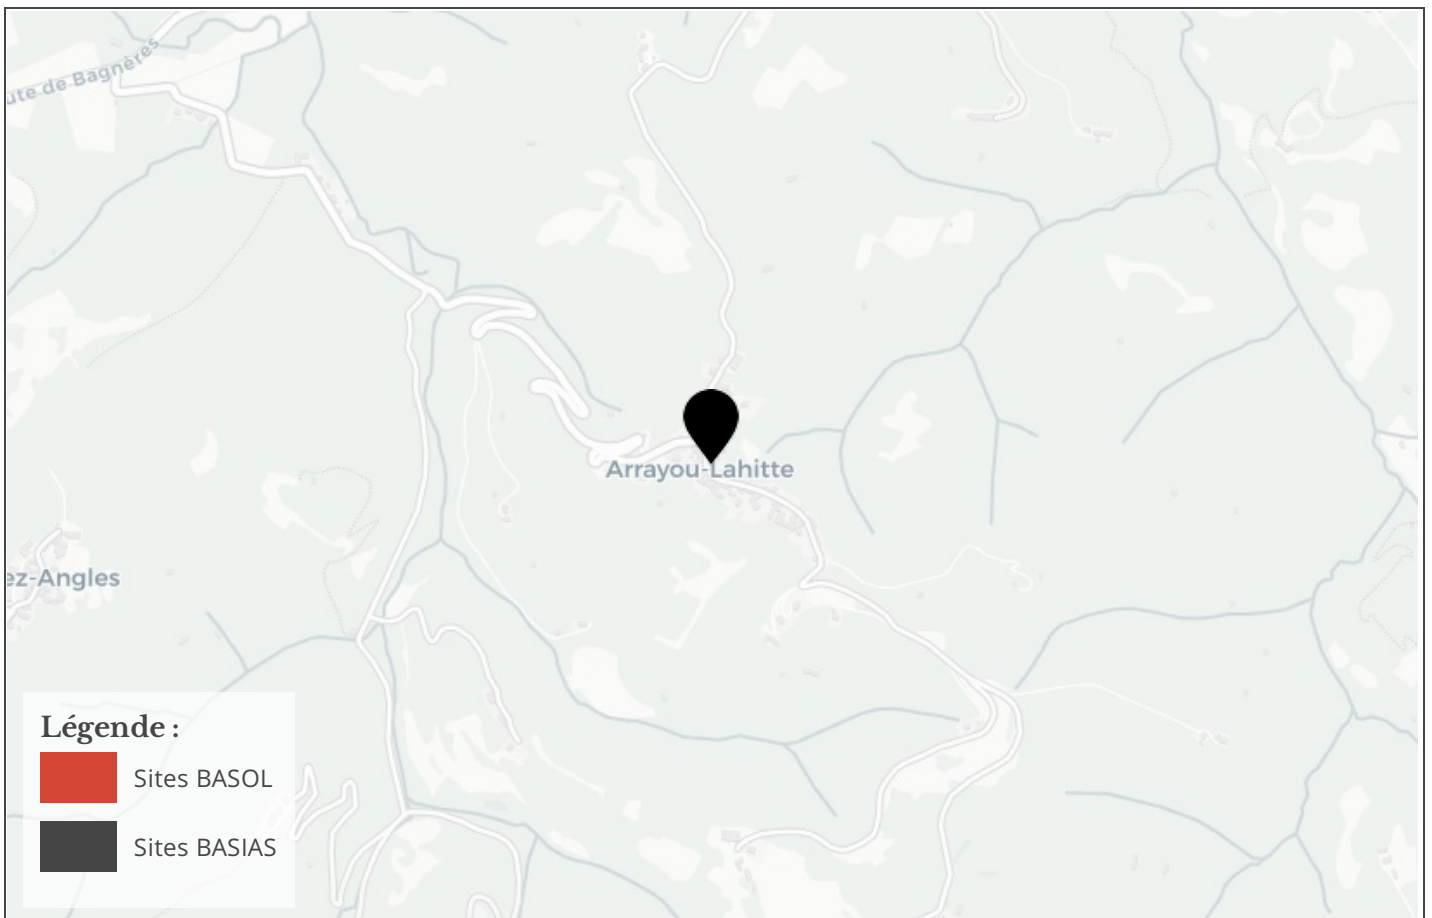 ute de Bagnères
Arrayou-Lahitte
ez-Angles
Légende :
Sites BASOL
Sites BASIAS